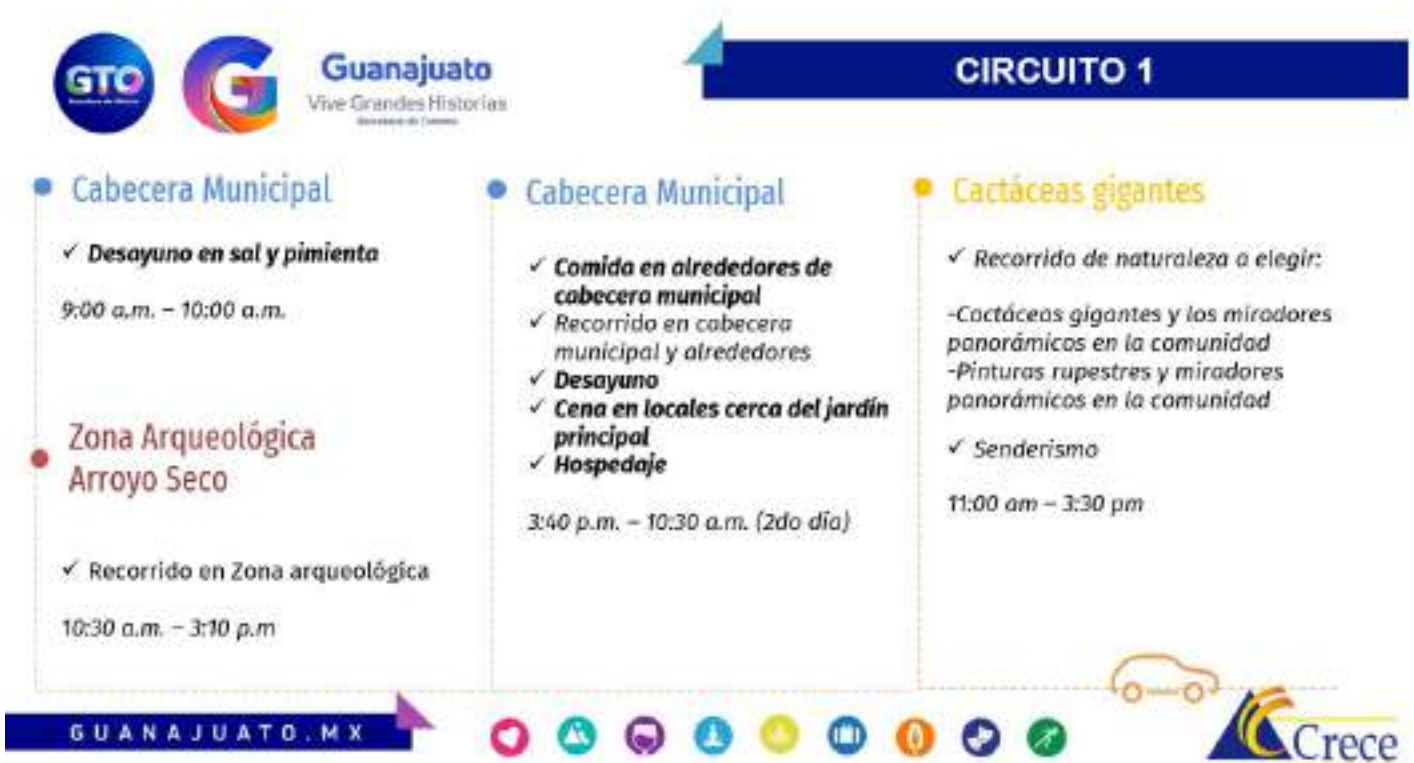 GTO
Guanajuato
Vive Grandes Historias
CIRCUITO 1
Cabecera Municipal
✓ Desayuno en sal y pimienta
9:00 a.m. – 10:00 a.m.
Zona Arqueológica
Arroyo Seco
✓ Recorrido en Zona arqueológica
10:30 a.m. – 3:10 p.m
Cabecera Municipal
✓ Comida en alrededores de
cabecera municipal
✓ Recorrido en cabecera
municipal y alrededores
✓ Desayuno
✓ Cena en locales cerca del jardín
principal
✓ Hospedaje
3:40 p.m. – 10:30 a.m. (2do día)
Cactáceas gigantes
✓ Recorrido de naturaleza a elegir:
-Cactáceas gigantes y los miradores
panorámicos en la comunidad
-Pinturas rupestres y miradores
panorámicos en la comunidad
✓ Senderismo
11:00 am – 3:30 pm
GUANAJUATO.MX
Crece